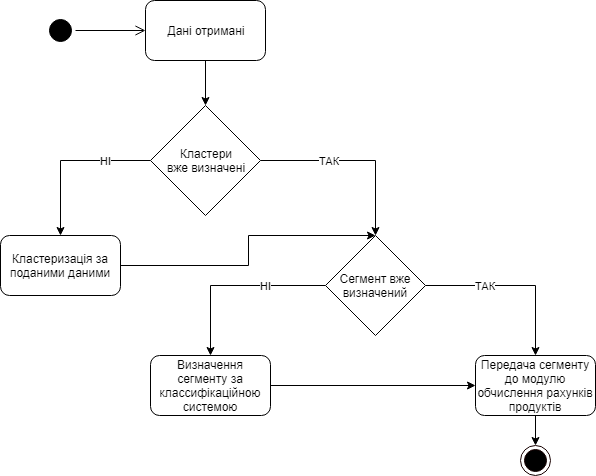 Дані отримані
Кластери
вже визначені
НІ
ТАК
Кластеризація за
поданими даними
Сегмент вже
визначений
НІ
ТАК
Визначення
сегменту за
классифікаційною
системою
Передача сегменту
до модулю
обчислення рахунків
продуктів